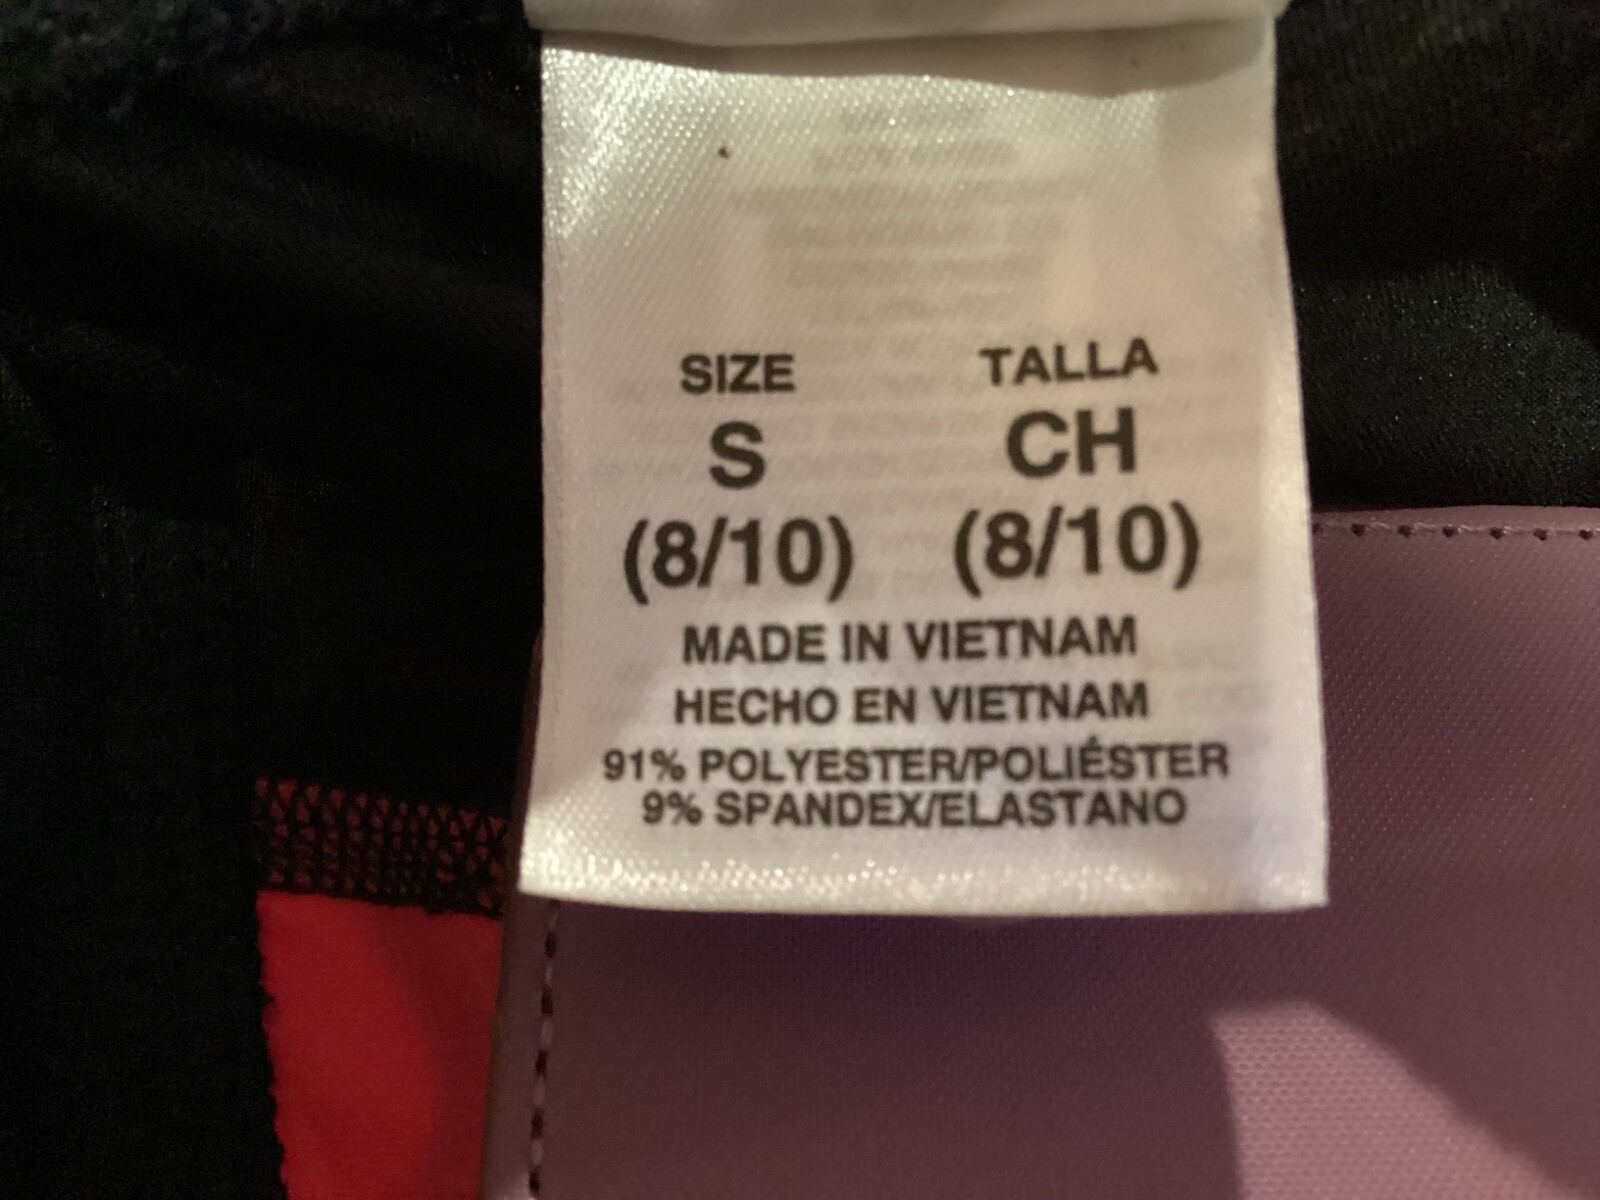 SIZE TALLA
S CH
(8/10) (8/10)
MADE IN VIETNAM
HECHO EN VIETNAM
91% POLYESTER/POLIÉSTER
9% SPANDEX/ELASTANO